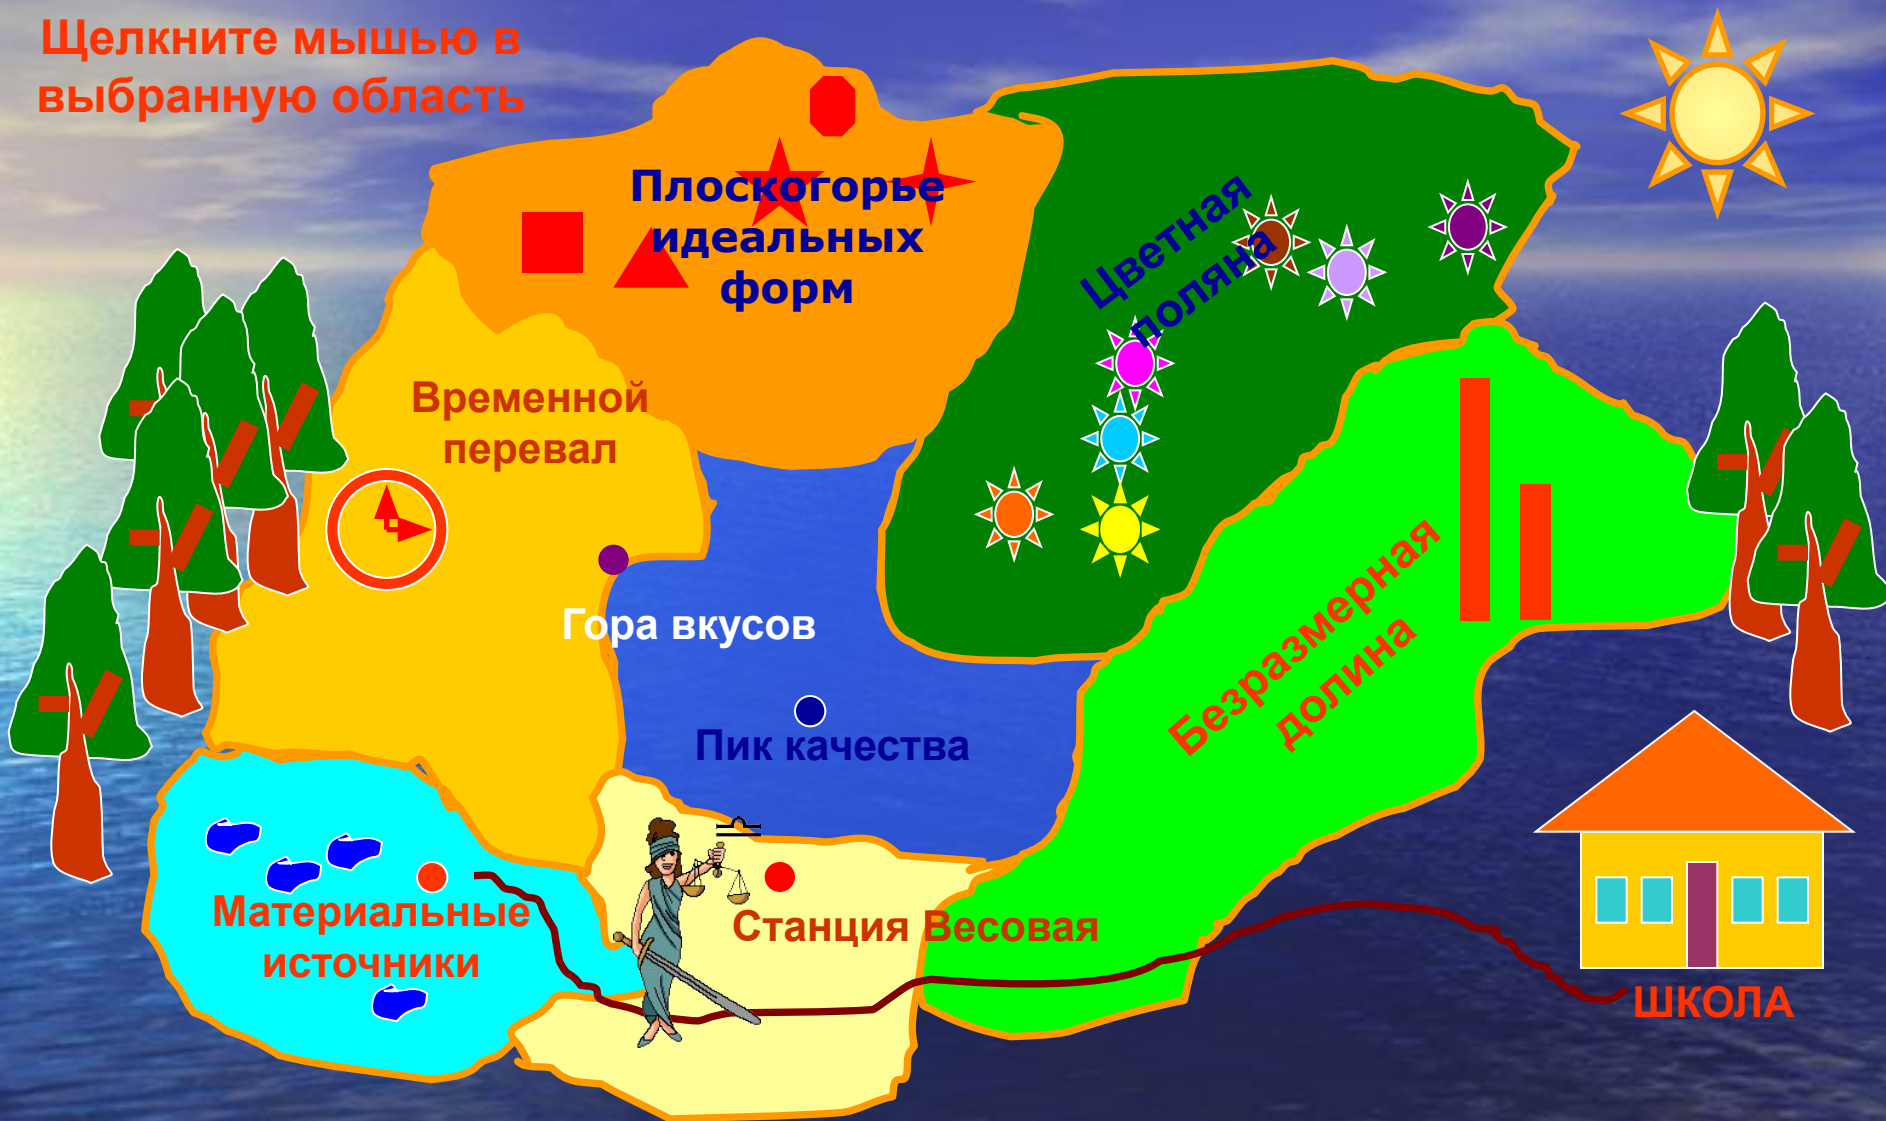 Щелкните мышью в
выбранную область
Плоскогорье
идеальных
форм
Цветная
поляна
Временной
перевал
Гора вкусов
Безразмерная
долина
Пик качества
Материальные
источники
Станция Весовая
ШКОЛА